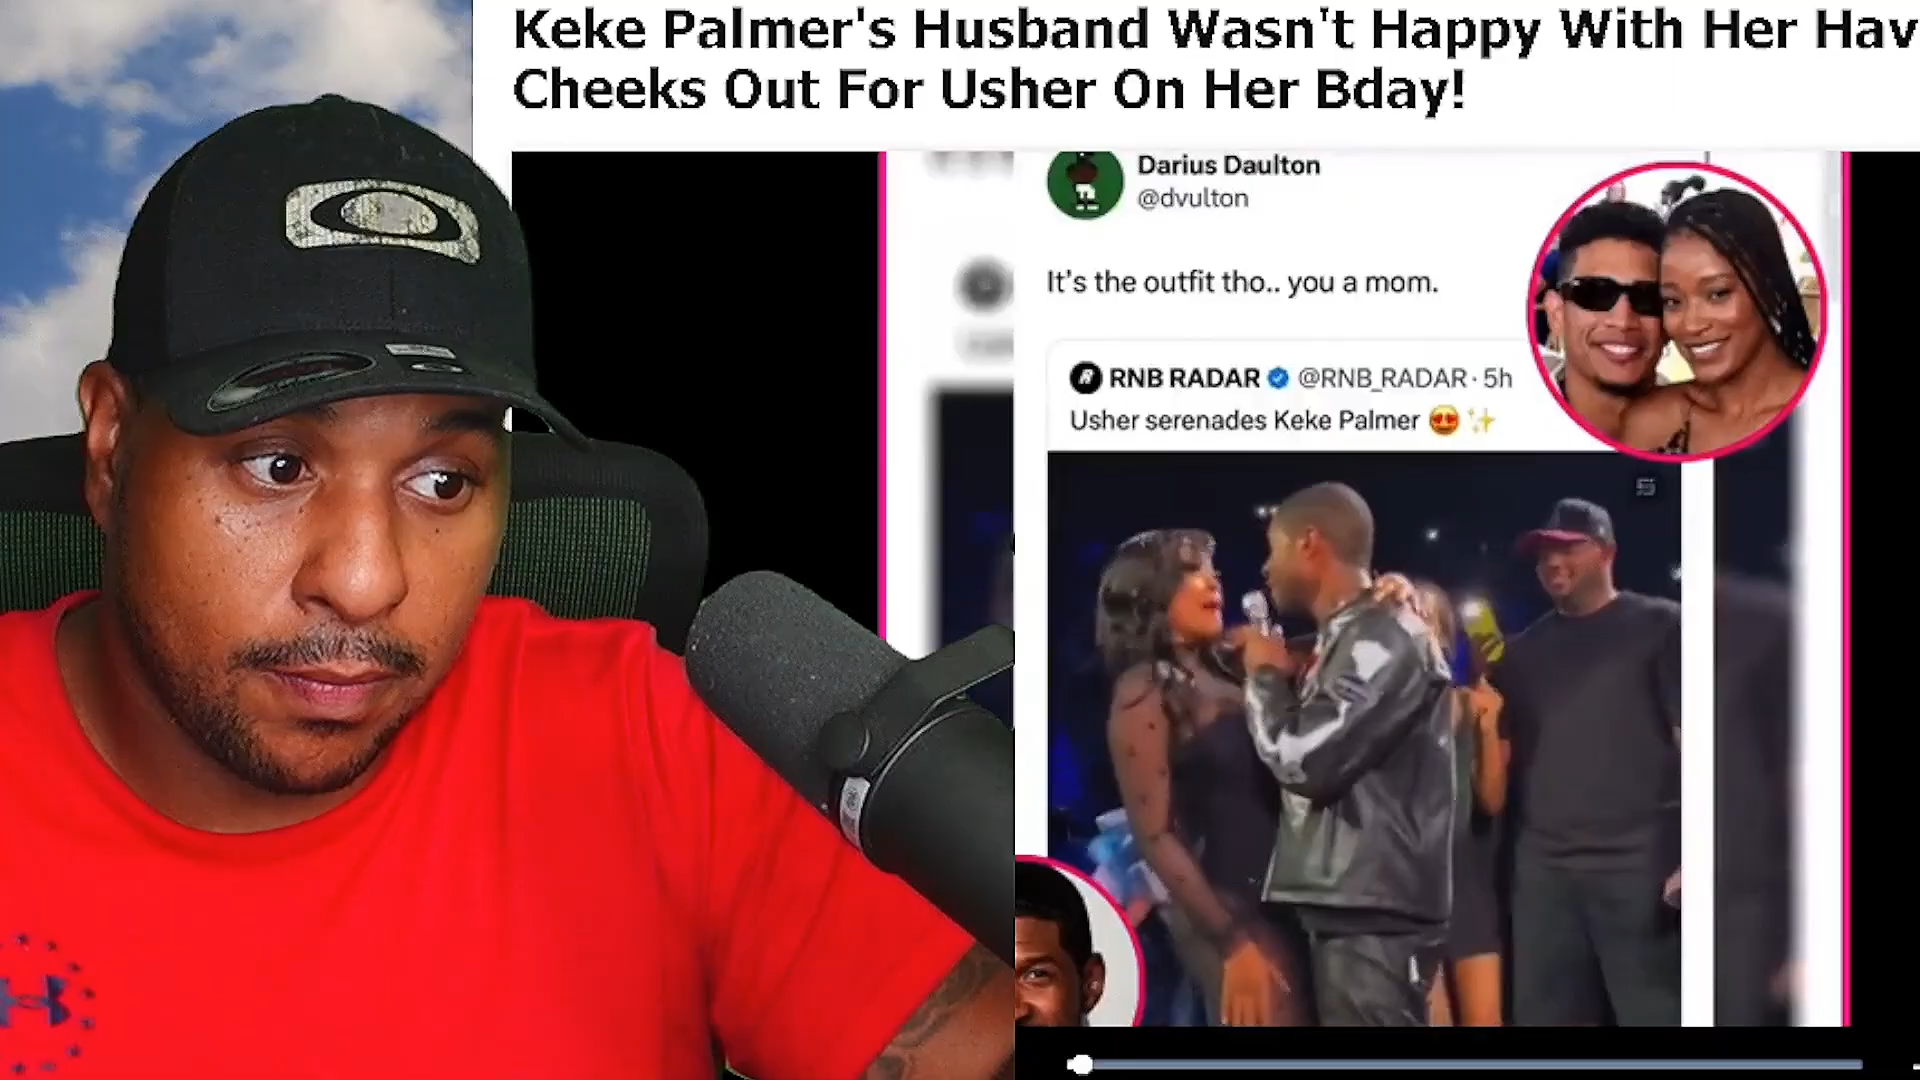 Keke Palmer's Husband Wasn't Happy With Her Hav
Cheeks Out For Usher On Her Bday!
Darius Daulton
@dvulton
It's the outfit tho.. you a mom.
RNB RADAR @RNB_RADAR · 5h
Usher serenades Keke Palmer 😍 ✨